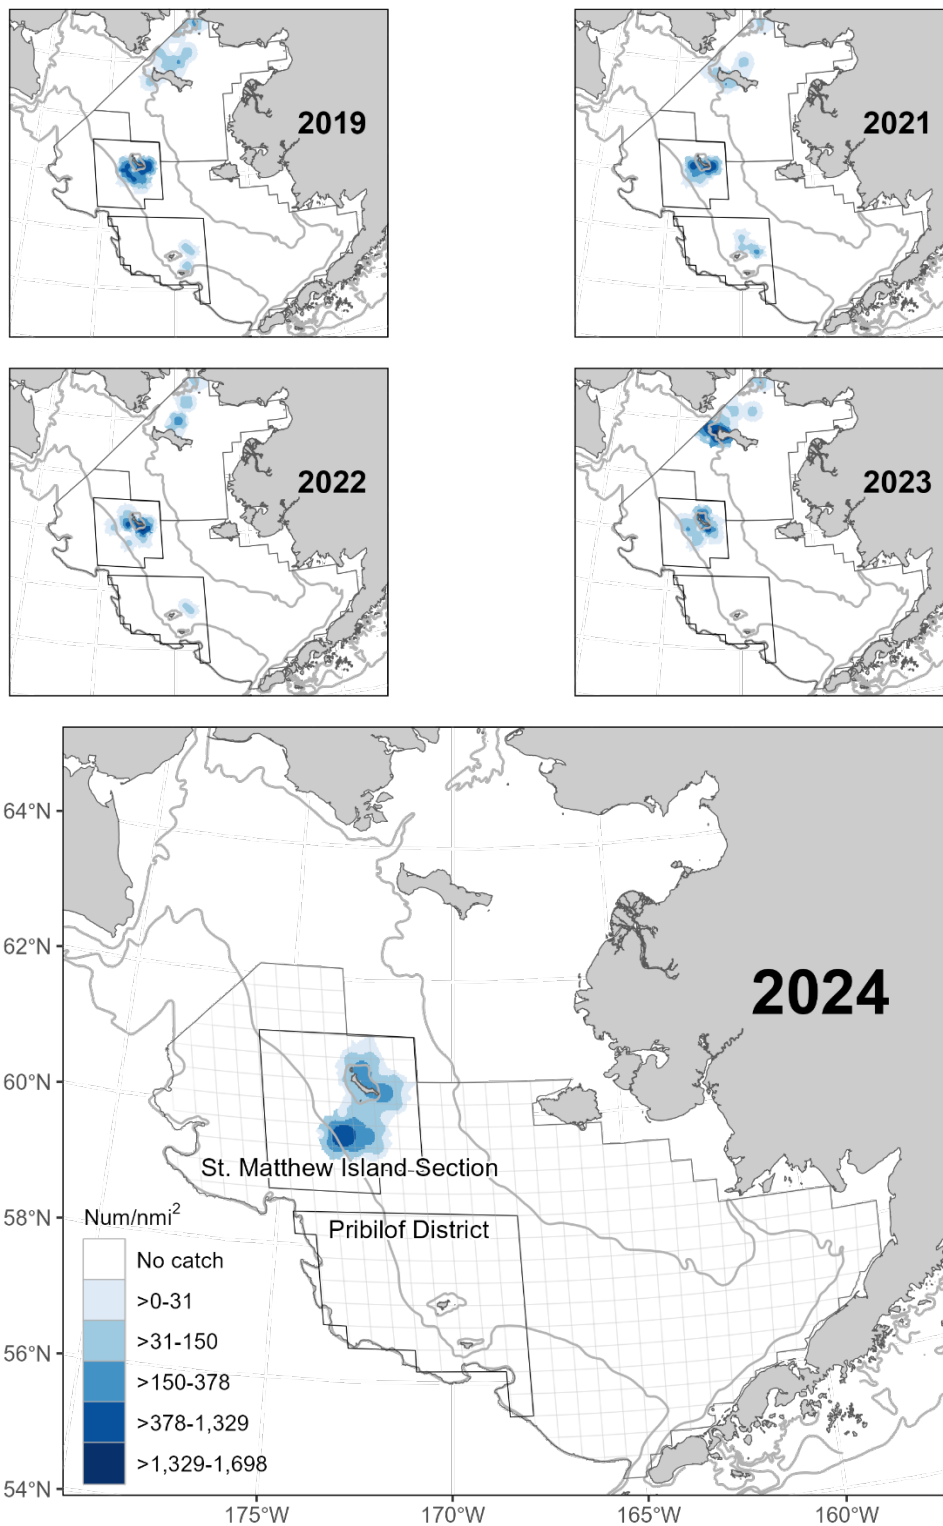 2019
2021
2022
2023
2024
64°N
62°N
60°N
58°N
56°N
54°N
St. Matthew Island Section
Pribilof District
Num/nmi²
No catch
>0-31
>31-150
>150-378
>378-1,329
>1,329-1,698
175°W
170°W
165°W
160°W